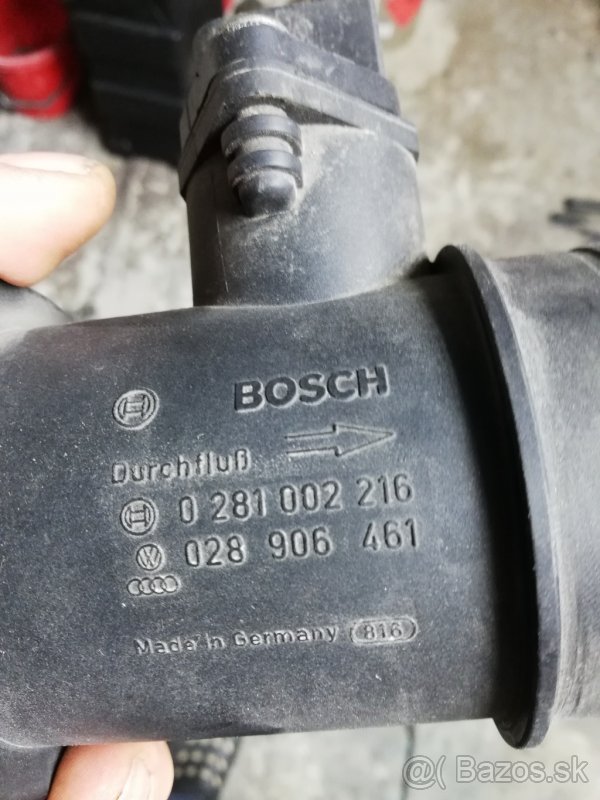 BOSCH
Durchfluß
0 281 002 216
028 906 461
Made in Germany 816
Bazos.sk